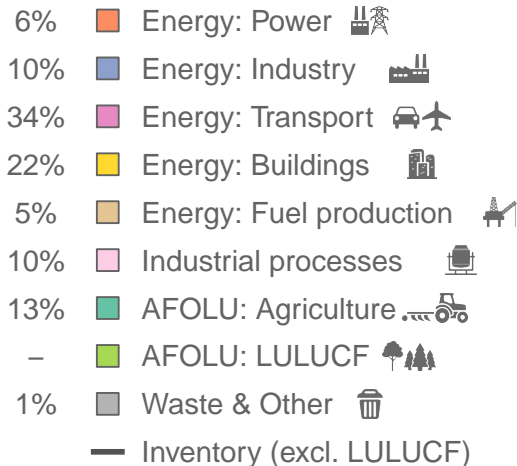 6% Energy: Power
10% Energy: Industry
34% Energy: Transport
22% Energy: Buildings
5% Energy: Fuel production
10% Industrial processes
13% AFOLU: Agriculture
– AFOLU: LULUCF
1% Waste & Other
Inventory (excl. LULUCF)